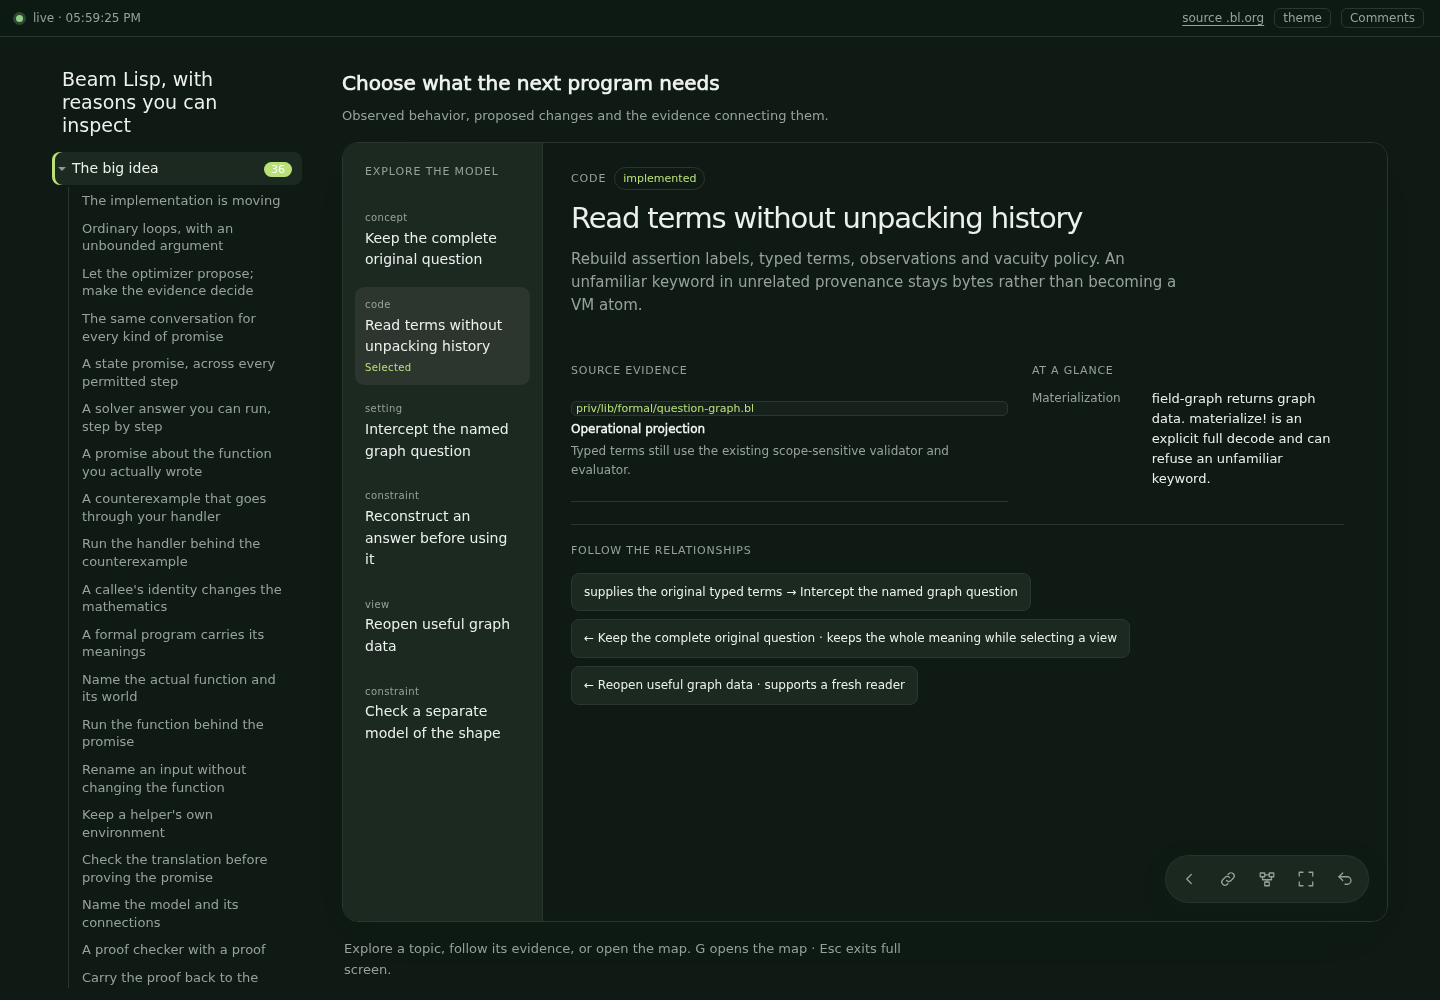 live · 05:59:25 PM
source .bl.org
theme
Comments
Beam Lisp, with
reasons you can
inspect
The big idea
36
The implementation is moving
Ordinary loops, with an
unbounded argument
Let the optimizer propose;
make the evidence decide
The same conversation for
every kind of promise
A state promise, across every
permitted step
A solver answer you can run,
step by step
A promise about the function
you actually wrote
A counterexample that goes
through your handler
Run the handler behind the
counterexample
A callee's identity changes the
mathematics
A formal program carries its
meanings
Name the actual function and
its world
Run the function behind the
promise
Rename an input without
changing the function
Keep a helper's own
environment
Check the translation before
proving the promise
Name the model and its
connections
A proof checker with a proof
Carry the proof back to the
Choose what the next program needs
Observed behavior, proposed changes and the evidence connecting them.
EXPLORE THE MODEL
concept
Keep the complete
original question
code
Read terms without
unpacking history
Selected
setting
Intercept the named
graph question
constraint
Reconstruct an
answer before using
it
view
Reopen useful graph
data
constraint
Check a separate
model of the shape
CODE
implemented
Read terms without unpacking history
Rebuild assertion labels, typed terms, observations and vacuity policy. An
unfamiliar keyword in unrelated provenance stays bytes rather than becoming a
VM atom.
SOURCE EVIDENCE
priv/lib/formal/question-graph.bl
Operational projection
Typed terms still use the existing scope-sensitive validator and
evaluator.
AT A GLANCE
Materialization
field-graph returns graph
data. materialize! is an
explicit full decode and can
refuse an unfamiliar
keyword.
FOLLOW THE RELATIONSHIPS
supplies the original typed terms → Intercept the named graph question
← Keep the complete original question · keeps the whole meaning while selecting a view
← Reopen useful graph data · supports a fresh reader
Explore a topic, follow its evidence, or open the map. G opens the map · Esc exits full
screen.